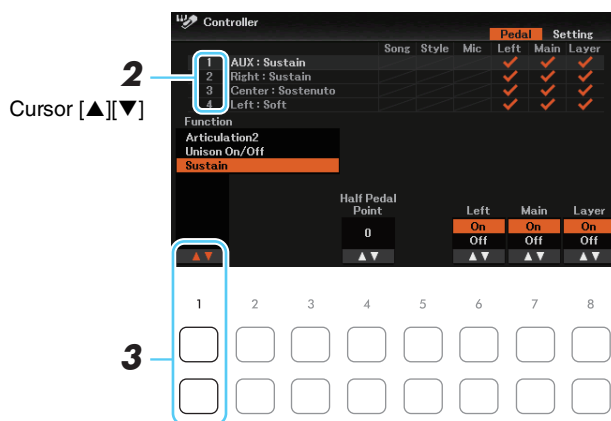 Controller
Pedal Setting
Song Style Mic Left Main Layer
1 AUX : Sustain
2 Right : Sustain
3 Center : Sostenuto
4 Left : Soft
2
Cursor [▲][▼]
Function
Articulation2
Unison On/Off
Sustain
Half Pedal
Point
0
Left Main Layer
On On On
Off Off Off
▲▼ ▲▼ ▲▼ ▲▼ ▲▼
1 2 3 4 5 6 7 8
3